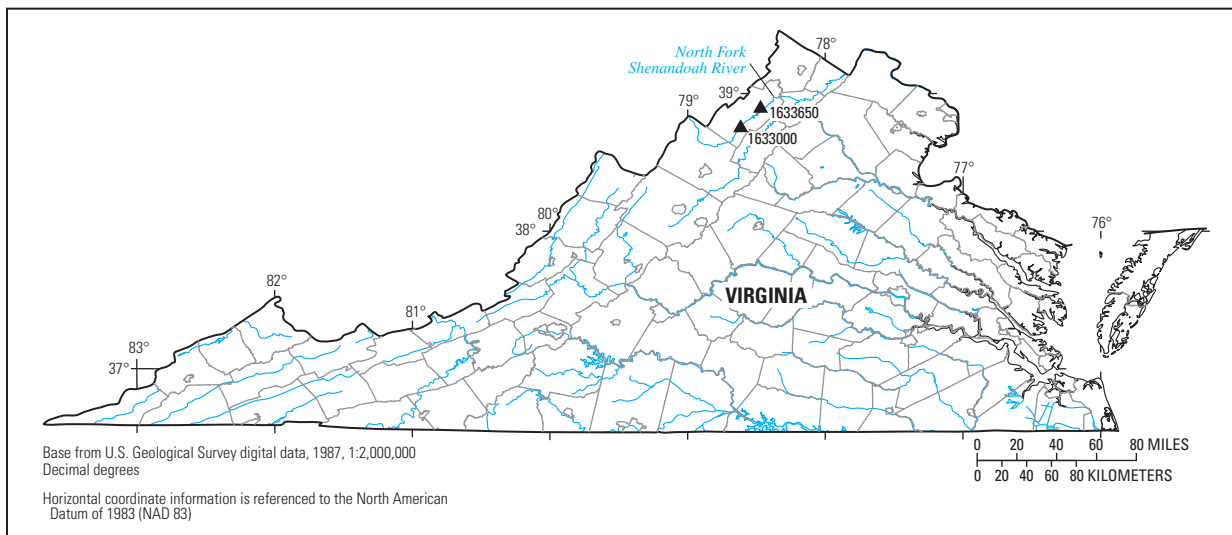 78°
North Fork
Shenandoah River
39°
79°
1633650
1633000
77°
80°
38°
76°
82°
VIRGINIA
81°
83°
37°
Base from U.S. Geological Survey digital data, 1987, 1:2,000,000
Decimal degrees
Horizontal coordinate information is referenced to the North American
Datum of 1983 (NAD 83)
0 20 40 60 80 MILES
0 20 40 60 80 KILOMETERS